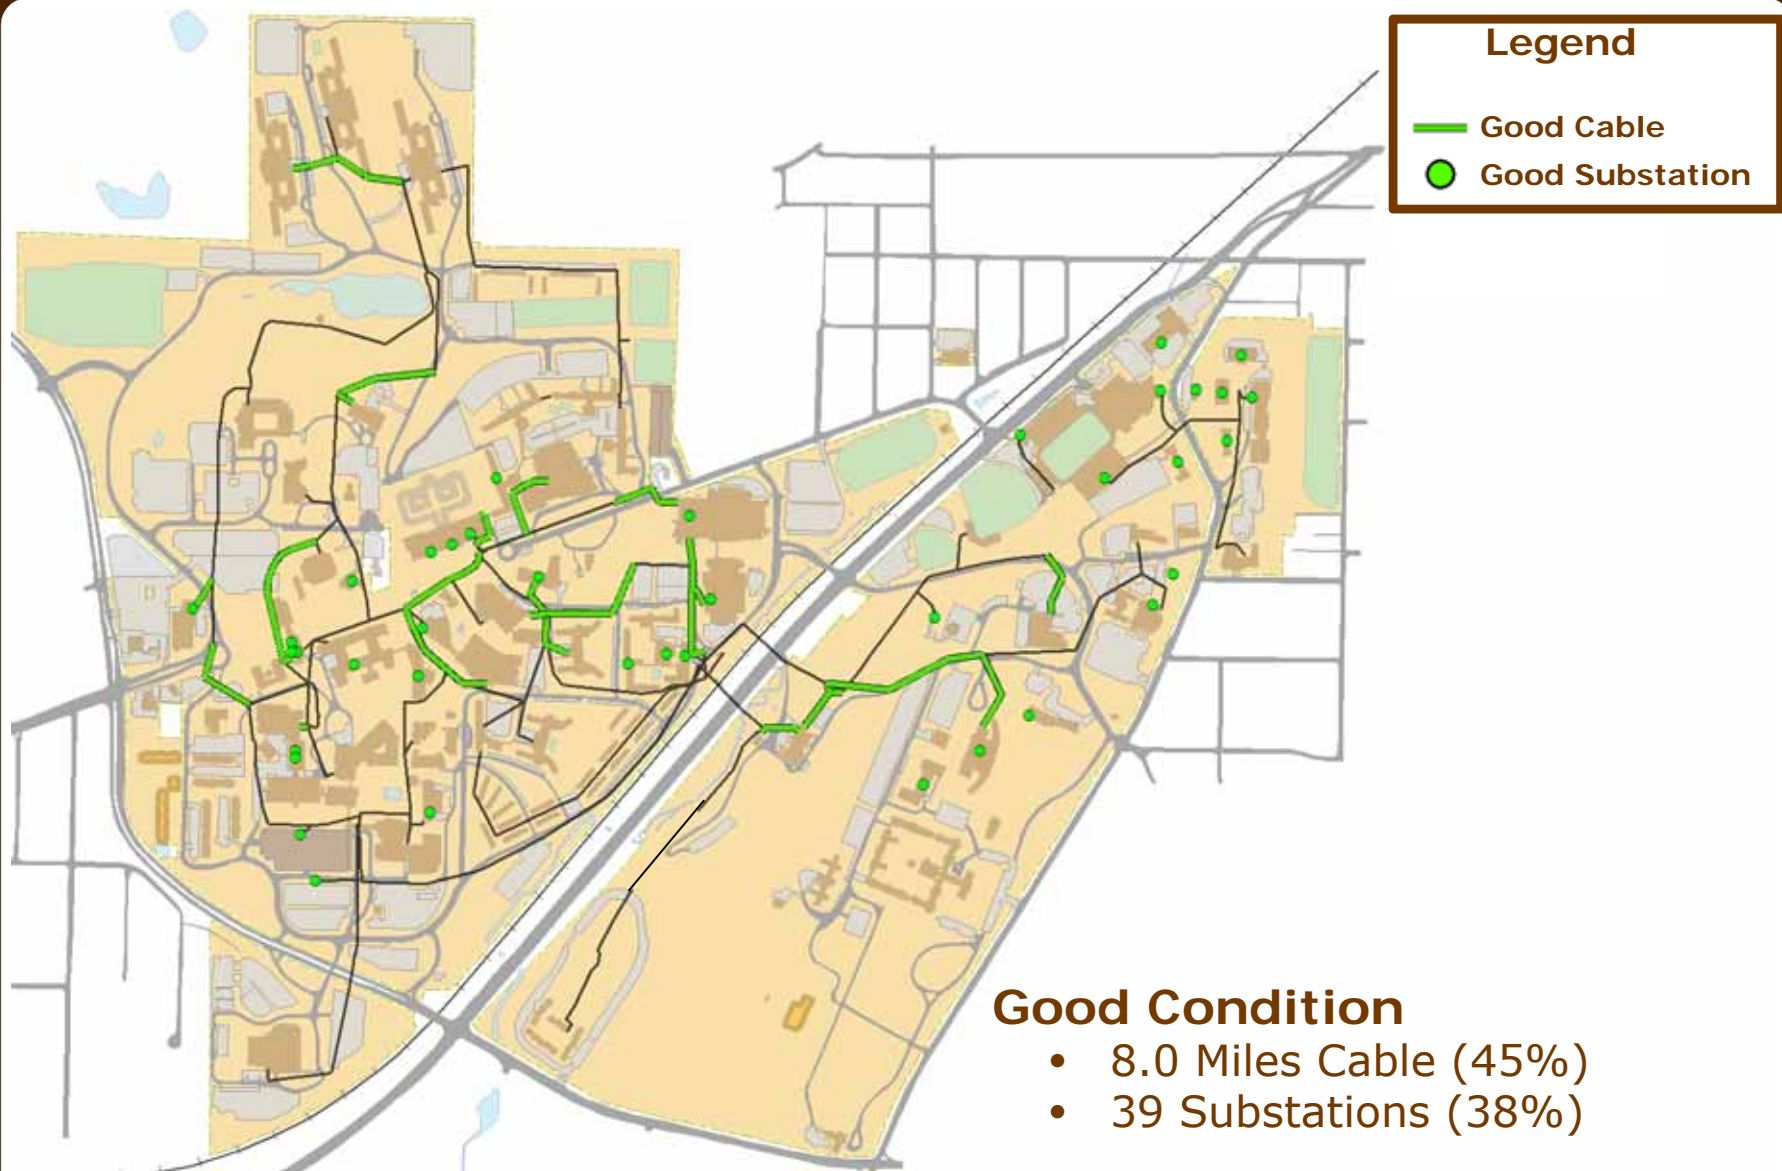 Legend
Good Cable
Good Substation
Good Condition
• 8.0 Miles Cable (45%)
• 39 Substations (38%)